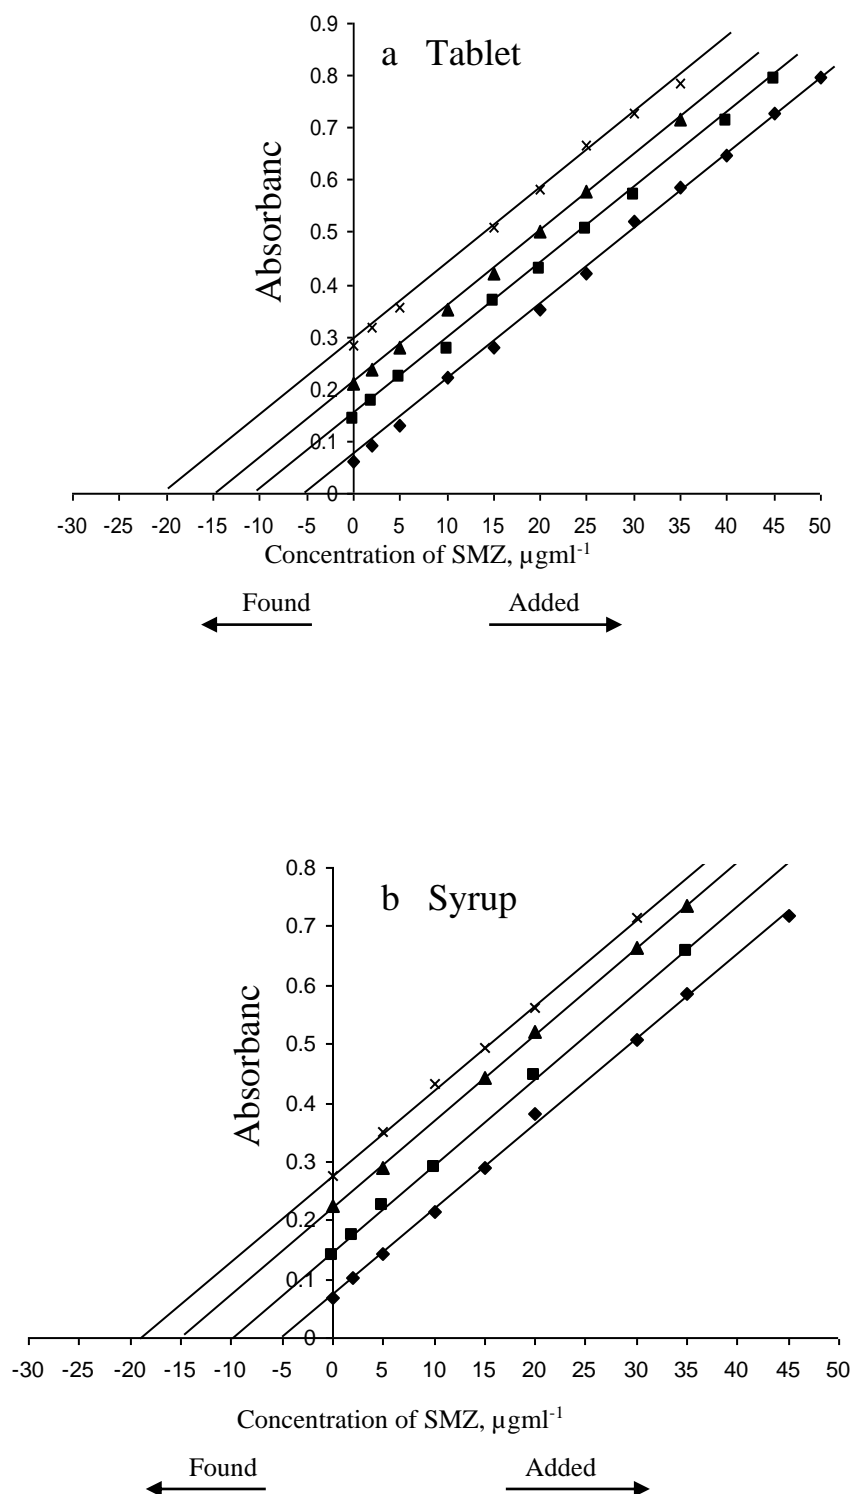 a Tablet
Absorbanc
0.9
0.8
0.7
0.6
0.5
0.4
0.3
0.2
0.1
0
-30 -25 -20 -15 -10 -5 0 5 10 15 20 25 30 35 40 45 50
Concentration of SMZ, µgml-1
Found Added
b Syrup
Absorbanc
0.8
0.7
0.6
0.5
0.4
0.3
0.2
0.1
0
-30 -25 -20 -15 -10 -5 0 5 10 15 20 25 30 35 40 45 50
Concentration of SMZ, µgml-1
Found Added